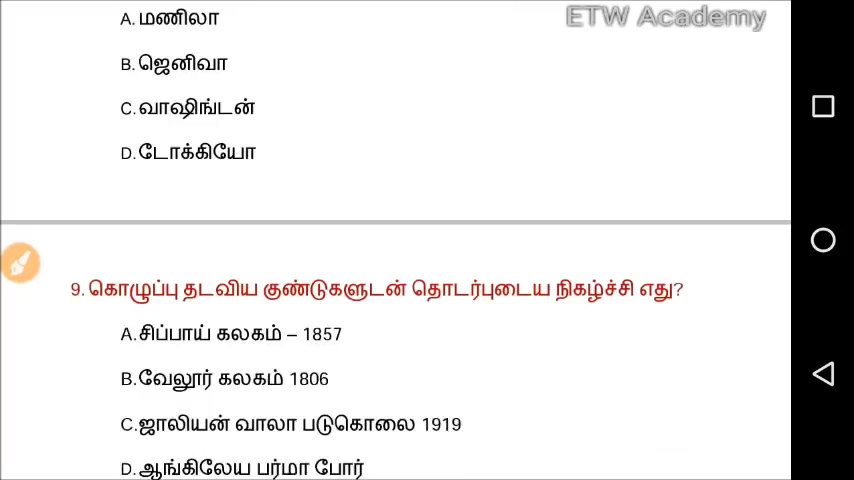 ETW Academy
A. மணிலா
B. ஜெனிவா
C. வாஷிங்டன்
D. டோக்கியோ
9. கொழுப்பு தடவிய குண்டுகளுடன் தொடர்புடைய நிகழ்ச்சி எது?
A. சிப்பாய் கலகம் – 1857
B. வேலூர் கலகம் 1806
C. ஜாலியன் வாலா படுகொலை 1919
D. ஆங்கிலேய பர்மா போர்